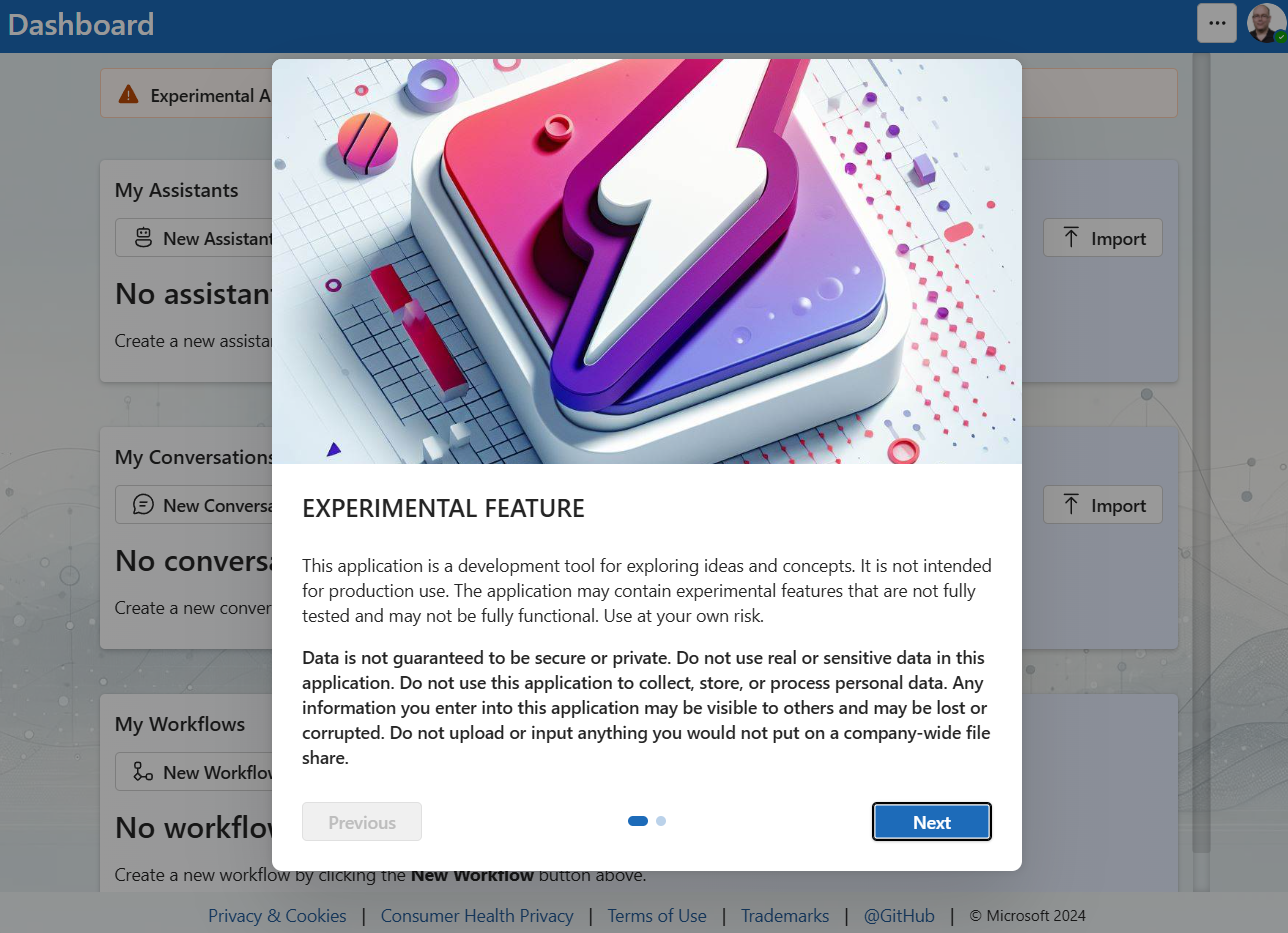 Dashboard
Experimental A
My Assistants
New Assistant
Import
No assistan
Create a new assista
My Conversations
New Conversa
Import
No conversa
Create a new conver
My Workflows
New Workflow
No workflow
Create a new workflow by clicking the New Workflow button above.
EXPERIMENTAL FEATURE
This application is a development tool for exploring ideas and concepts. It is not intended
for production use. The application may contain experimental features that are not fully
tested and may not be fully functional. Use at your own risk.
Data is not guaranteed to be secure or private. Do not use real or sensitive data in this
application. Do not use this application to collect, store, or process personal data. Any
information you enter into this application may be visible to others and may be lost or
corrupted. Do not upload or input anything you would not put on a company-wide file
share.
Previous
Next
Privacy & Cookies | Consumer Health Privacy | Terms of Use | Trademarks | @GitHub | © Microsoft 2024